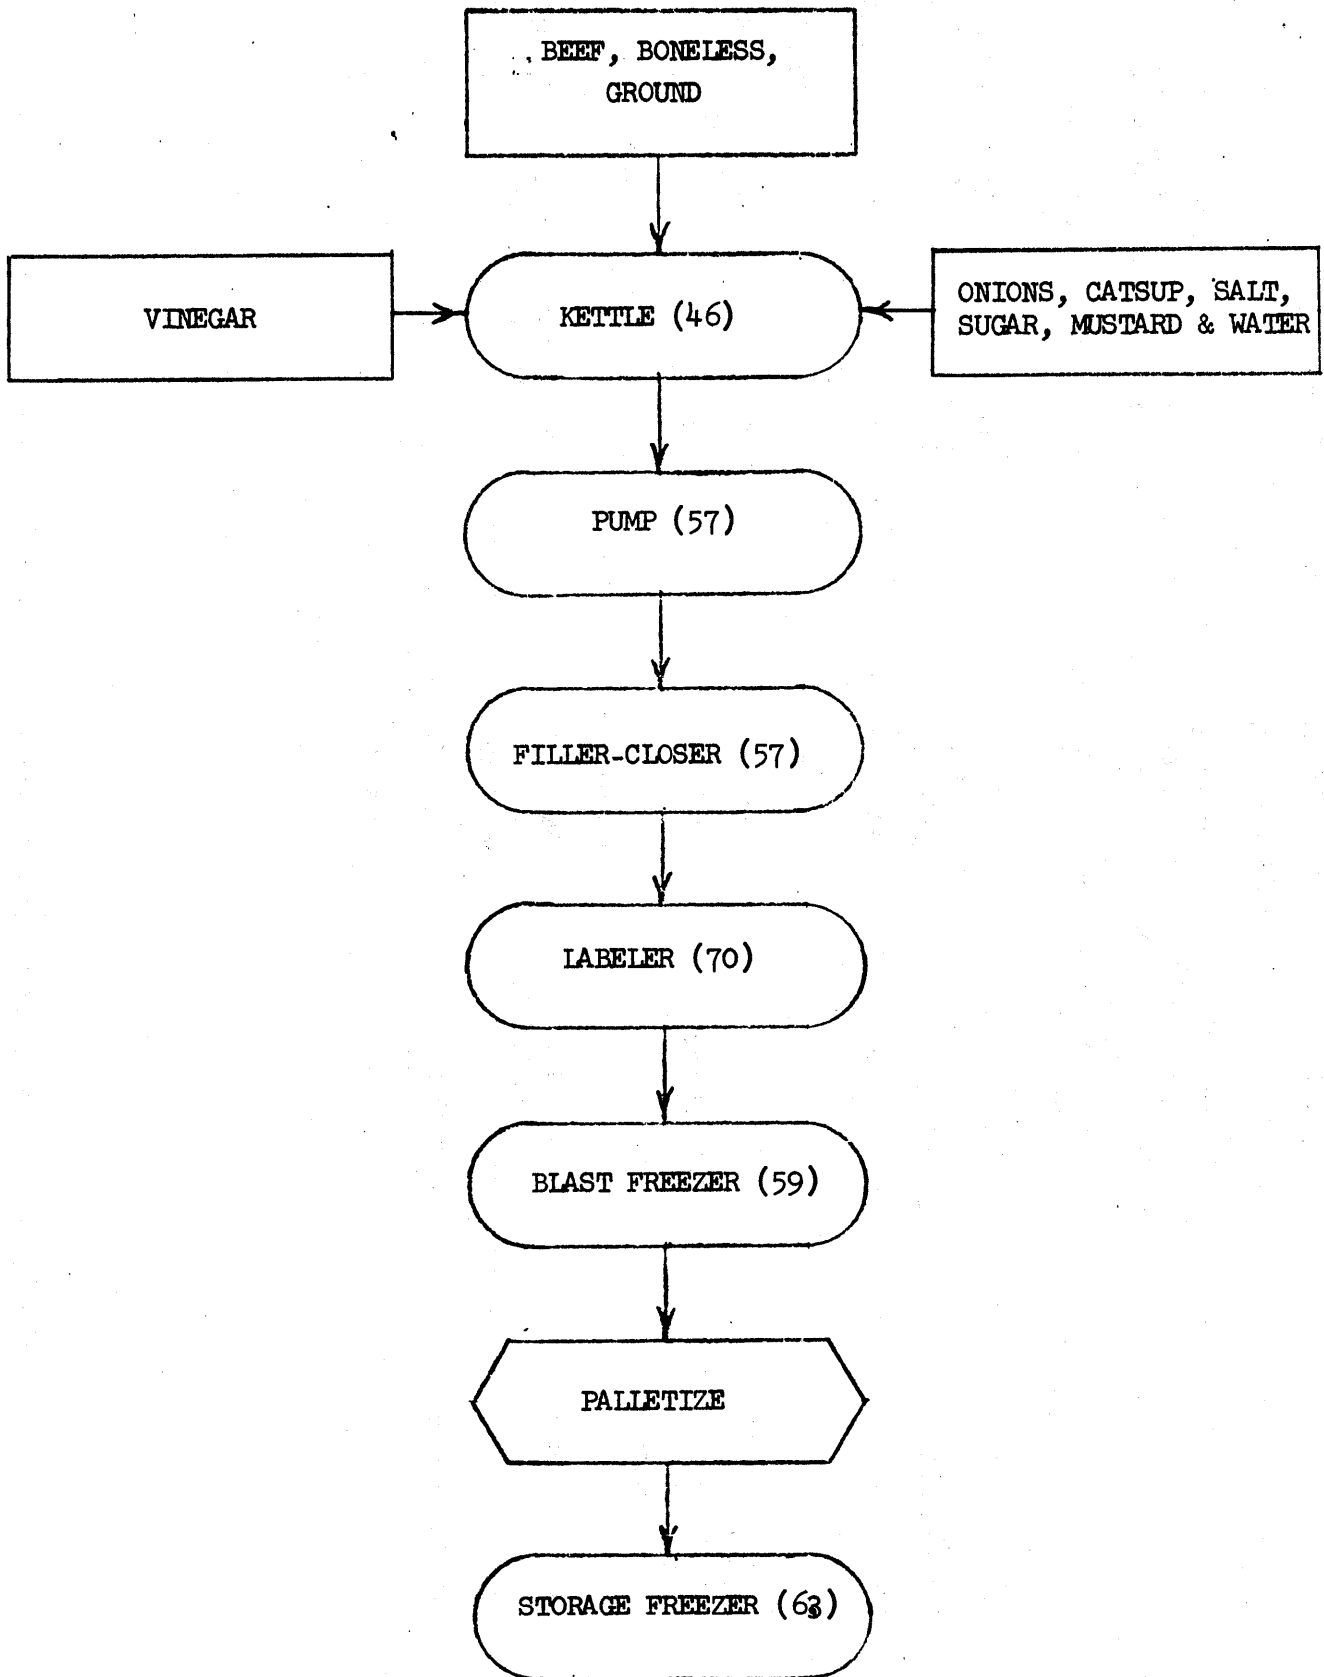 BEEF, BONELESS,
GROUND
VINEGAR
KETTLE (46)
ONIONS, CATSUP, SALT,
SUGAR, MUSTARD & WATER
PUMP (57)
FILLER-CLOSER (57)
LABELER (70)
BLAST FREEZER (59)
PALLETIZE
STORAGE FREEZER (63)